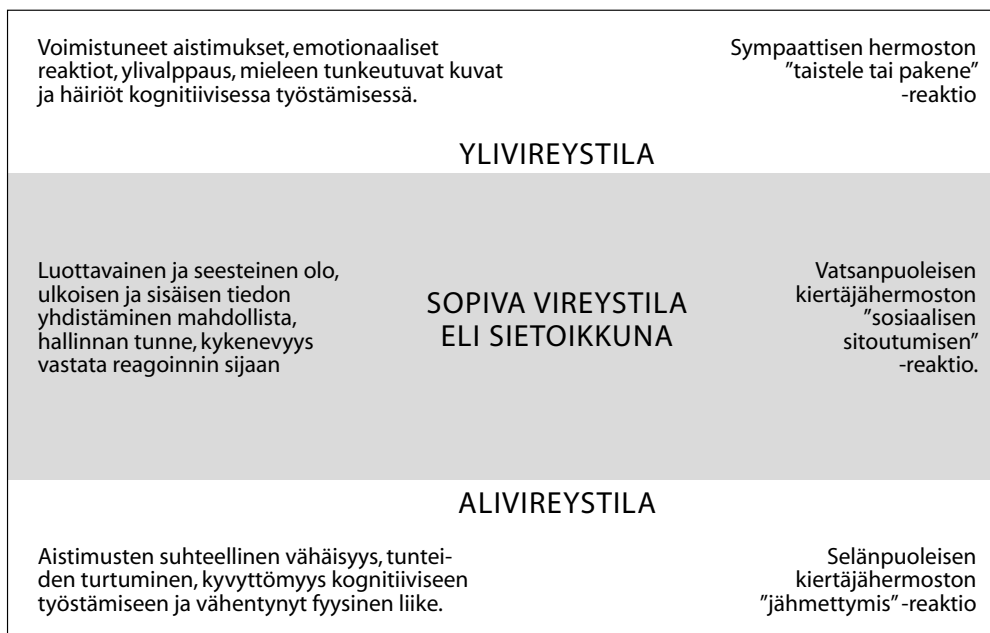 Voimistuneet aistimukset, emotionaaliset
reaktiot, ylivalppaus, mieleen tunkeutuvat kuvat
ja häiriöt kognitiivisessa työstämisessä.
Sympaattisen hermoston
”taistele tai pakene”
-reaktio
YLIVIREYSTILA
Luottavainen ja seesteinen olo,
ulkoisen ja sisäisen tiedon
yhdistäminen mahdollista,
hallinnan tunne, kykenevyys
vastata reagoinnin sijaan
SOPIVA VIREYSTILA
ELI SIETOIKKUNA
Vatsanpuoleisen
kiertäjähermoston
”sosiaalisen
sitoutumisen”
-reaktio.
ALIVIREYSTILA
Aistimusten suhteellinen vähäisyys, tuntei-
den turtuminen, kyvyttömyys kognitiiviseen
työstämiseen ja vähentynyt fyysinen liike.
Selänpuoleisen
kiertäjähermoston
”jähmettymis” -reaktio